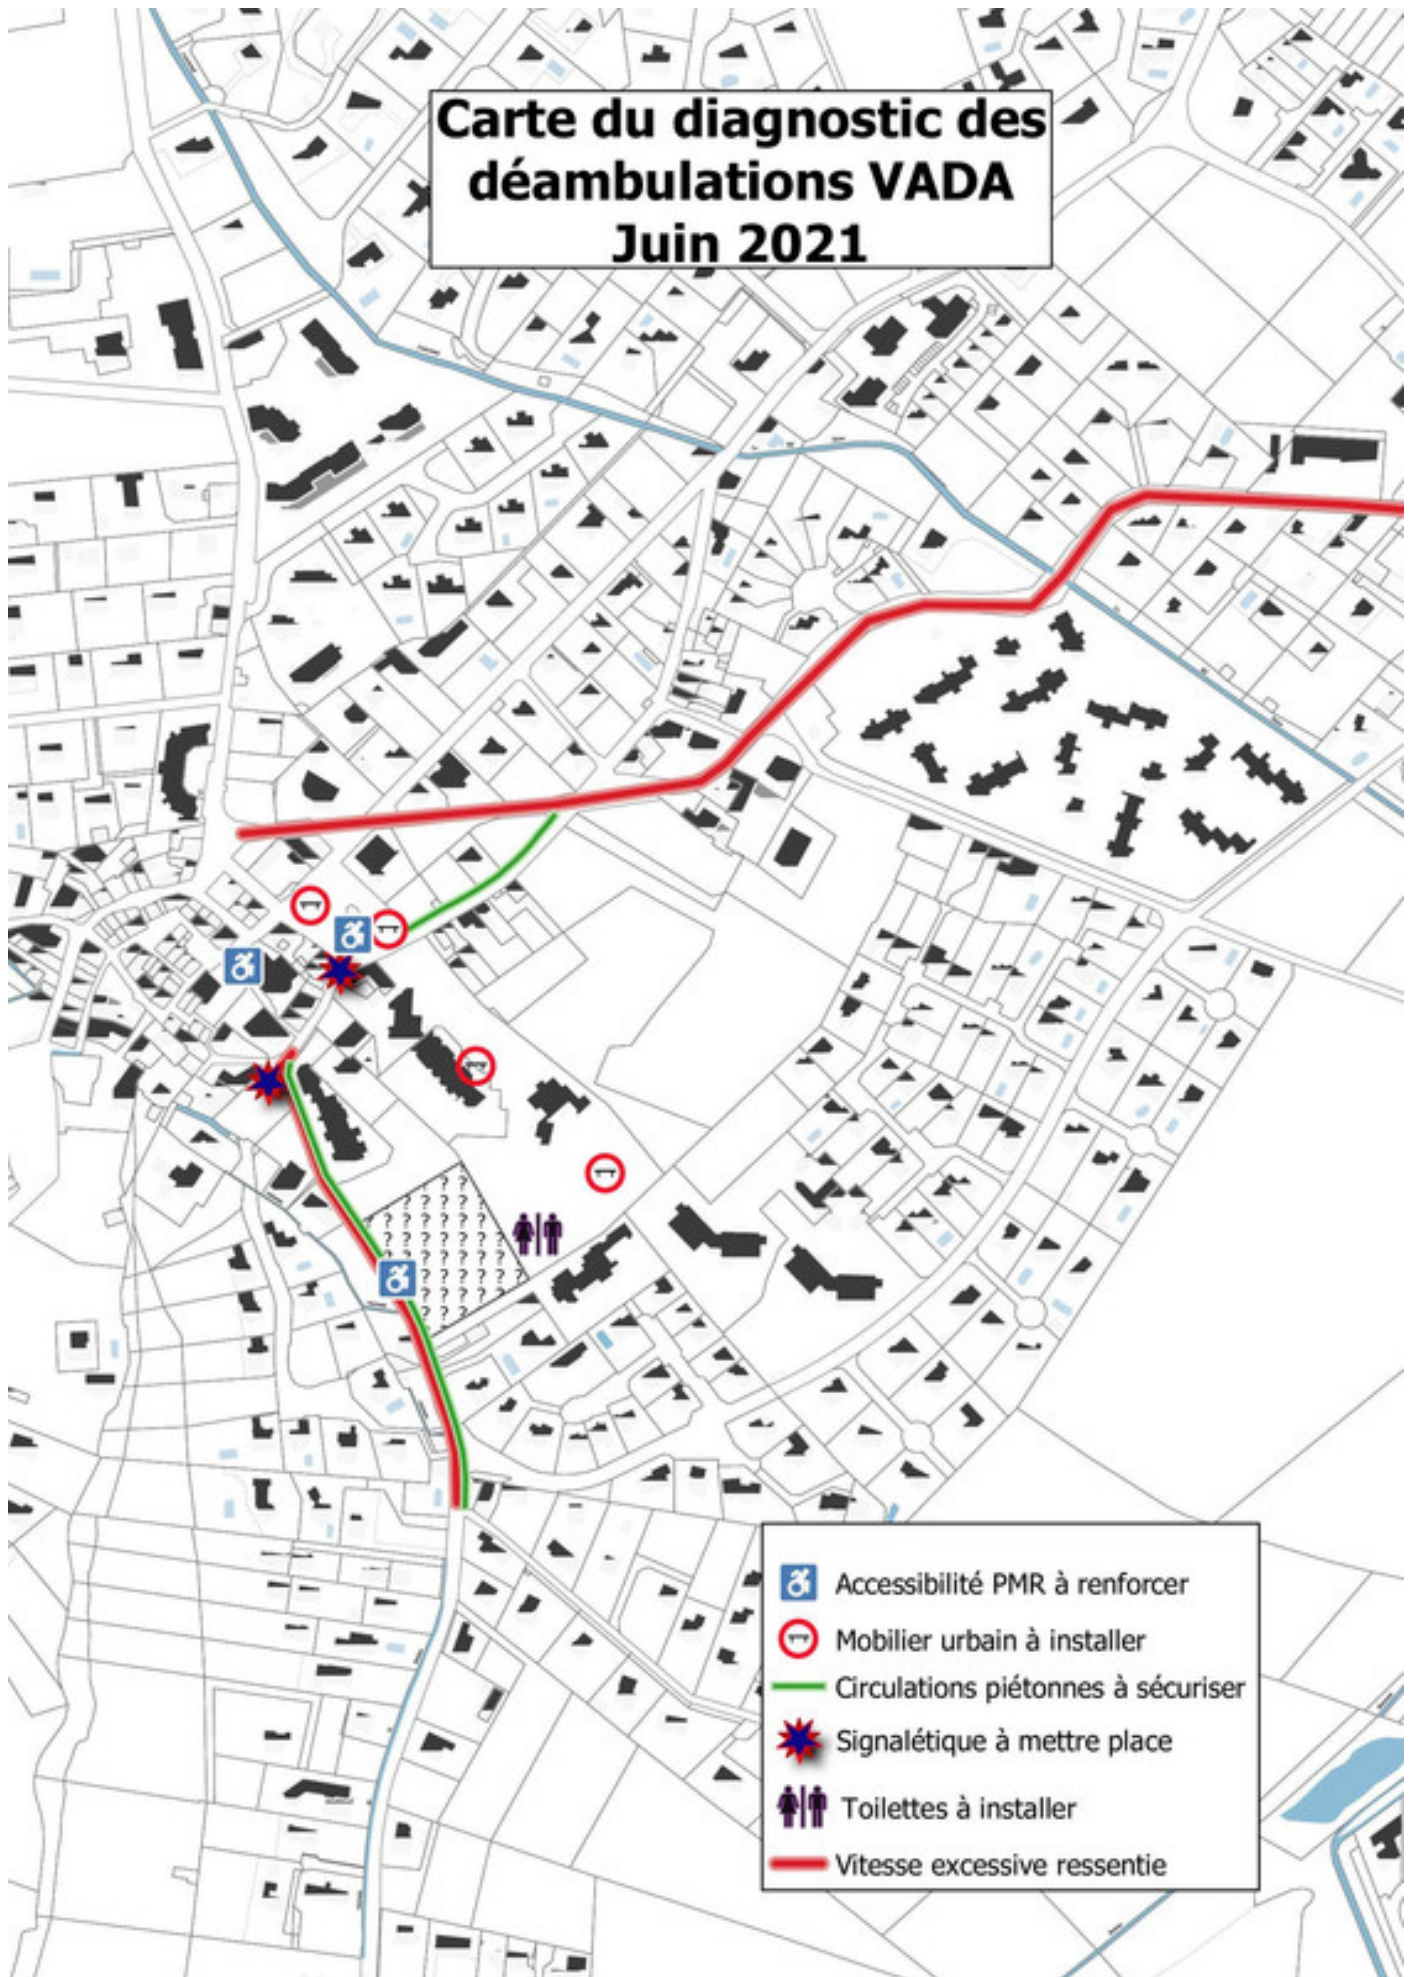 Carte du diagnostic des
déambulations VADA
Juin 2021
? ?
? ? ?
? ? ? ? ?
? ? ? ? ?
? ? ? ? ? ?
? ? ? ? ?
? ? ? ?
? ? ?
Accessibilité PMR à renforcer
Mobilier urbain à installer
Circulations piétonnes à sécuriser
Signalétique à mettre place
Toilettes à installer
Vitesse excessive ressentie